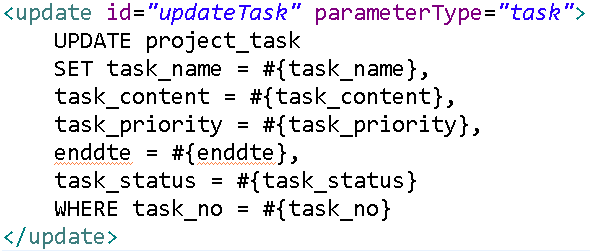 <update id="updateTask" parameterType="task">
UPDATE project_task
SET task_name = #{task_name},
task_content = #{task_content},
task_priority = #{task_priority},
enddte = #{enddte},
task_status = #{task_status}
WHERE task_no = #{task_no}
</update>